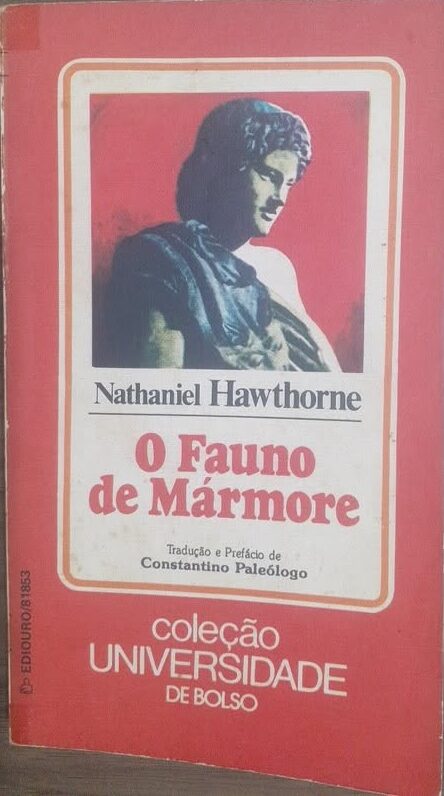 Nathaniel Hawthorne
O Fauno
de Mármore
Tradução e Prefácio de
Constantino Paleólogo
coleção
UNIVERSIDADE
DE BOLSO
EDIOURO/81853